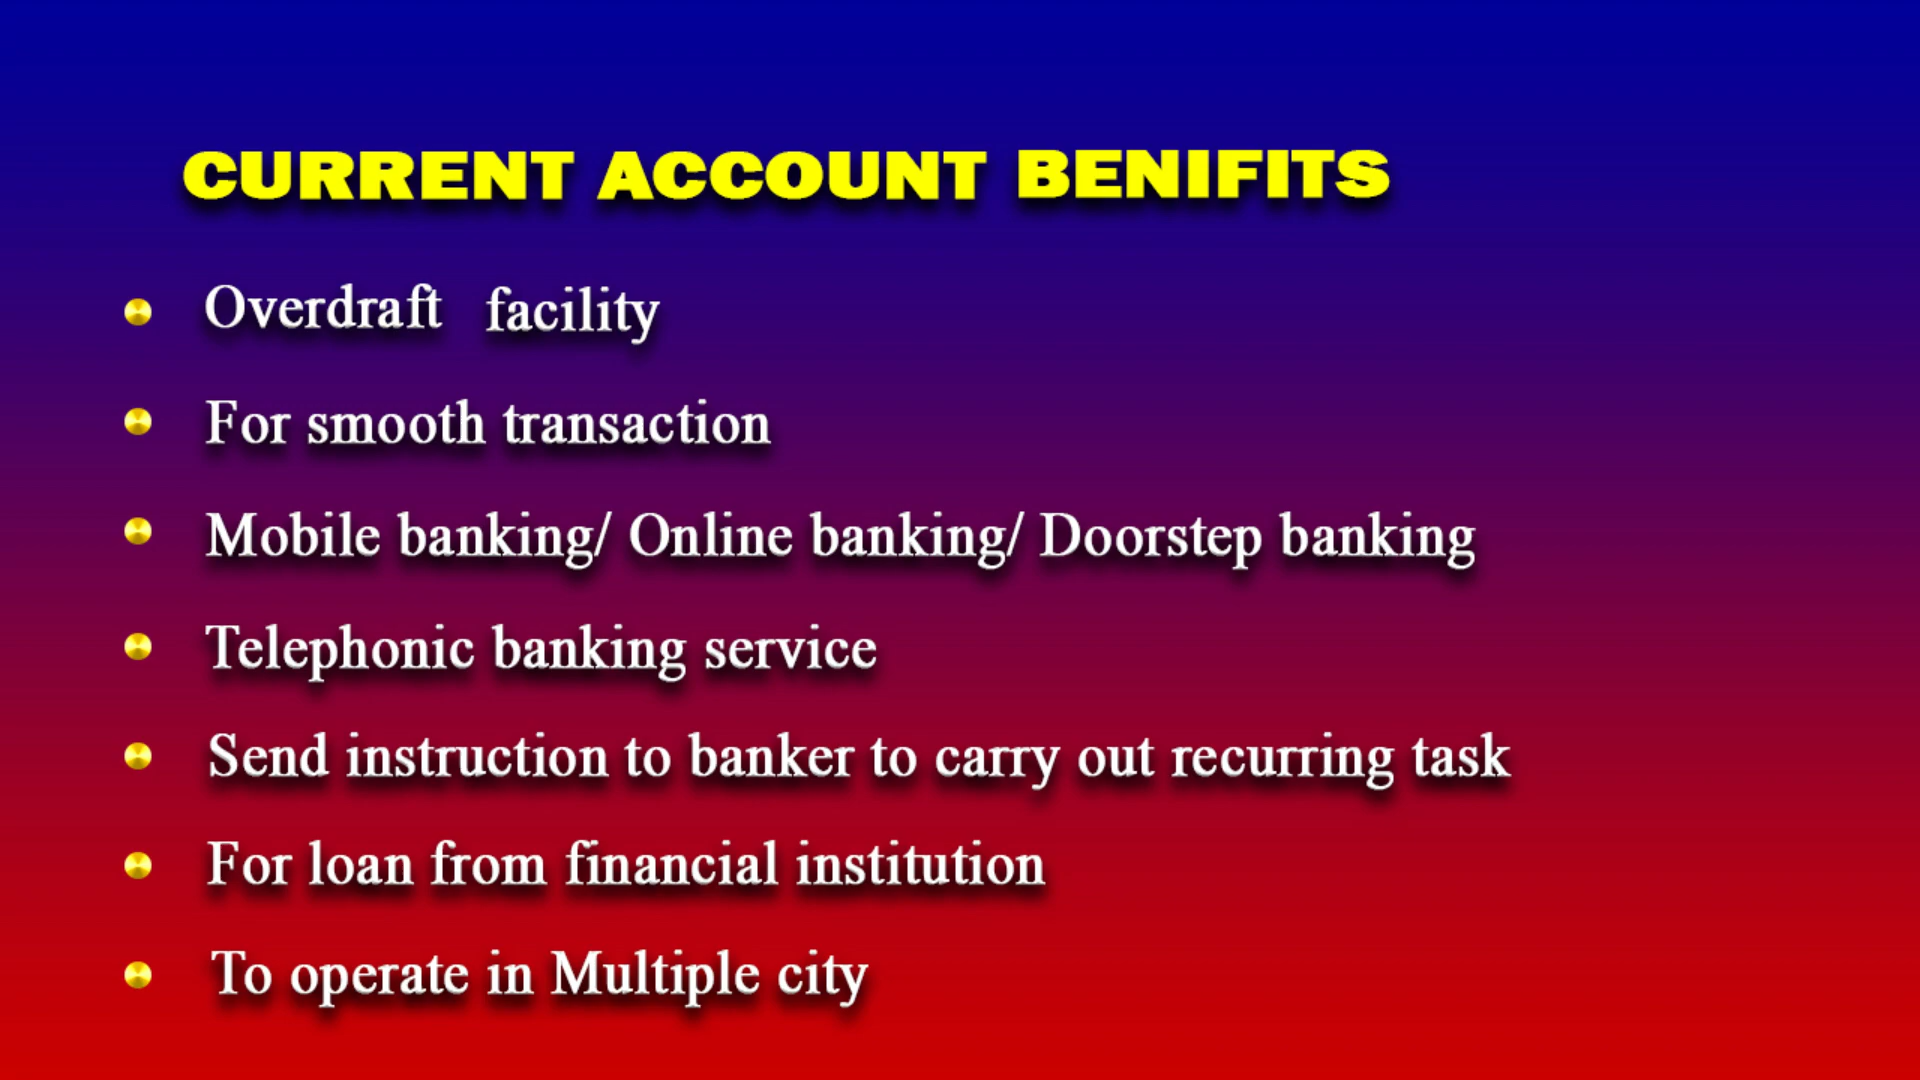 CURRENT ACCOUNT BENIFITS
Overdraft facility
For smooth transaction
Mobile banking/ Online banking/ Doorstep banking
Telephonic banking service
Send instruction to banker to carry out recurring task
For loan from financial institution
To operate in Multiple city